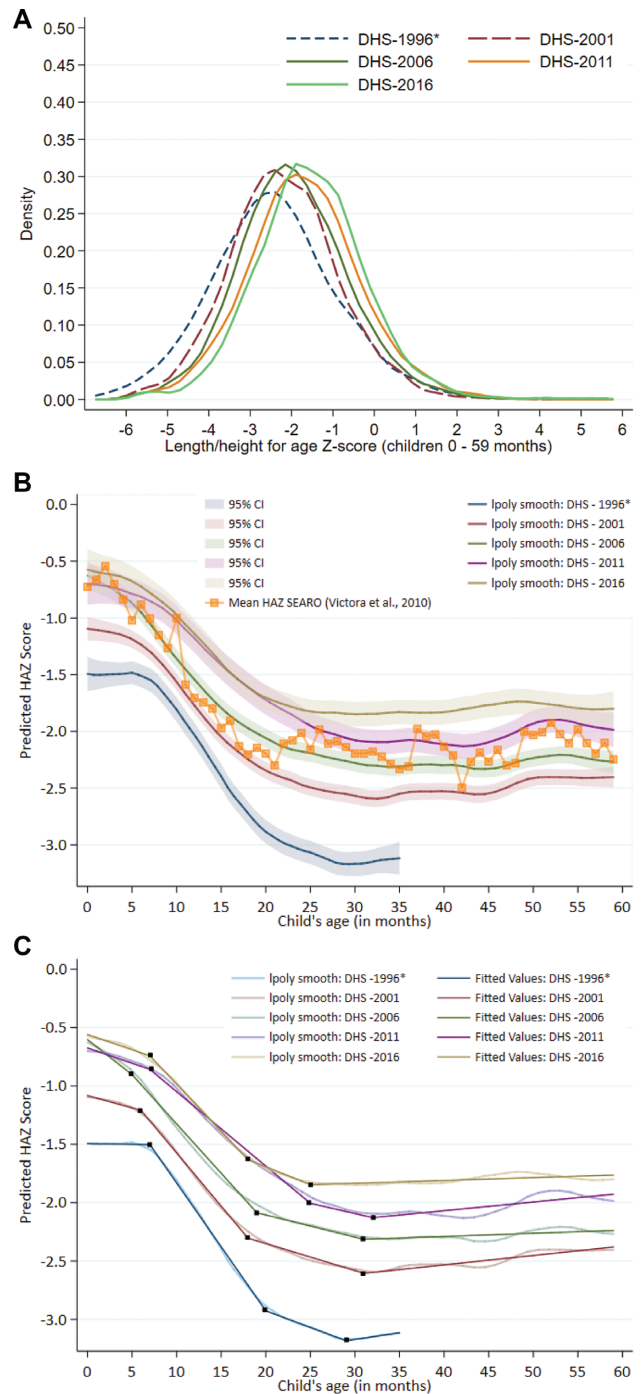 A
DHS-1996*
DHS-2001
DHS-2006
DHS-2011
DHS-2016
0.50
0.45
0.40
0.35
0.30
0.25
0.20
0.15
0.10
0.05
0.00
Density
-6 -5 -4 -3 -2 -1 0 1 2 3 4 5 6
Length/height for age Z-score (children 0 - 59 months)
B
95% CI
95% CI
95% CI
95% CI
95% CI
Mean HAZ SEARO (Victora et al., 2010)
lpoly smooth: DHS - 1996*
lpoly smooth: DHS - 2001
lpoly smooth: DHS - 2006
lpoly smooth: DHS - 2011
lpoly smooth: DHS - 2016
0.0
-0.5
-1.0
-1.5
-2.0
-2.5
-3.0
Predicted HAZ Score
0 5 10 15 20 25 30 35 40 45 50 55 60
Child's age (in months)
C
lpoly smooth: DHS -1996*
lpoly smooth: DHS -2001
lpoly smooth: DHS -2006
lpoly smooth: DHS -2011
lpoly smooth: DHS -2016
Fitted Values: DHS -1996*
Fitted Values: DHS -2001
Fitted Values: DHS -2006
Fitted Values: DHS -2011
Fitted Values: DHS -2016
0.0
-0.5
-1.0
-1.5
-2.0
-2.5
-3.0
Predicted HAZ Score
0 5 10 15 20 25 30 35 40 45 50 55 60
Child's age (in months)